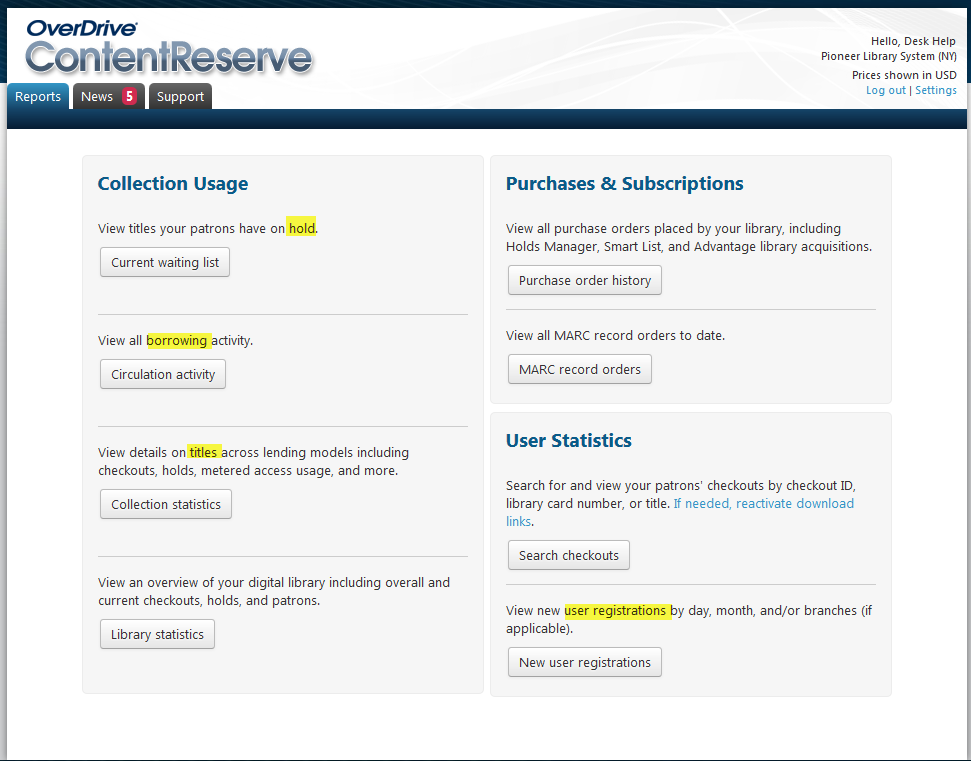 OverDrive®
ContentReserve
Hello, Desk Help
Pioneer Library System (NY)
Prices shown in USD
Log out | Settings
Reports
News 5
Support
Collection Usage
View titles your patrons have on hold.
Current waiting list
View all borrowing activity.
Circulation activity
View details on titles across lending models including
checkouts, holds, metered access usage, and more.
Collection statistics
View an overview of your digital library including overall and
current checkouts, holds, and patrons.
Library statistics
Purchases & Subscriptions
View all purchase orders placed by your library, including
Holds Manager, Smart List, and Advantage library acquisitions.
Purchase order history
View all MARC record orders to date.
MARC record orders
User Statistics
Search for and view your patrons' checkouts by checkout ID,
library card number, or title. If needed, reactivate download
links.
Search checkouts
View new user registrations by day, month, and/or branches (if
applicable).
New user registrations